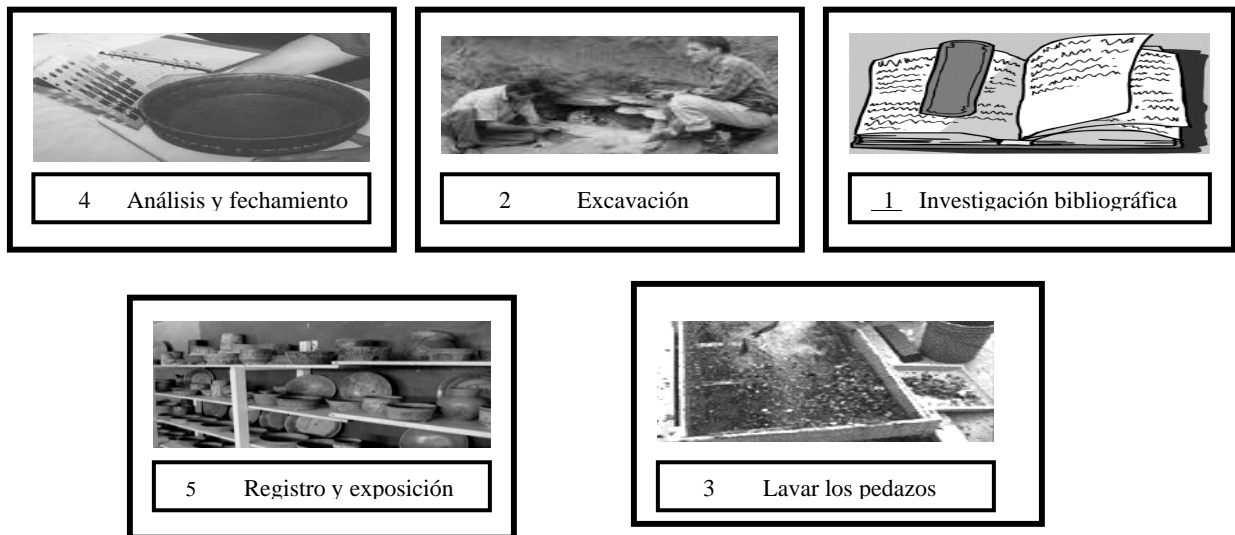 4 Análisis y fechamiento
2 Excavación
1 Investigación bibliográfica
5 Registro y exposición
3 Lavar los pedazos